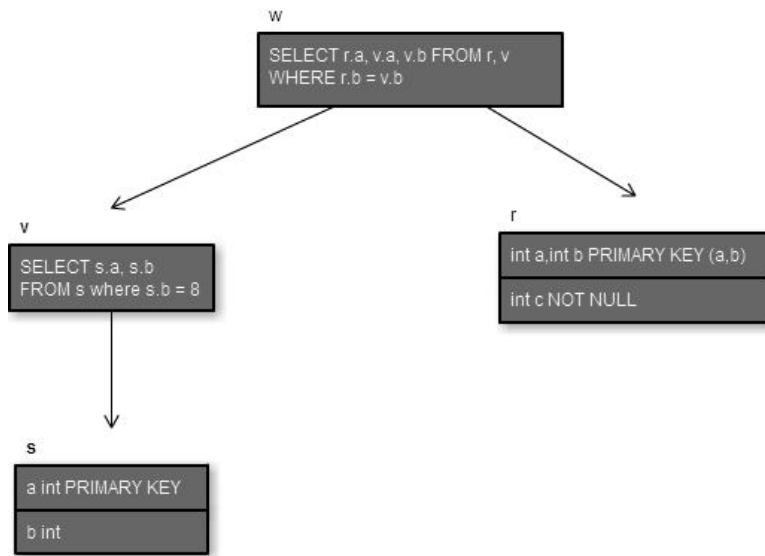 w
SELECT r.a, v.a, v.b FROM r, v
WHERE r.b = v.b
v
SELECT s.a, s.b
FROM s where s.b = 8
r
int a,int b PRIMARY KEY (a,b)
int c NOT NULL
s
a int PRIMARY KEY
b int